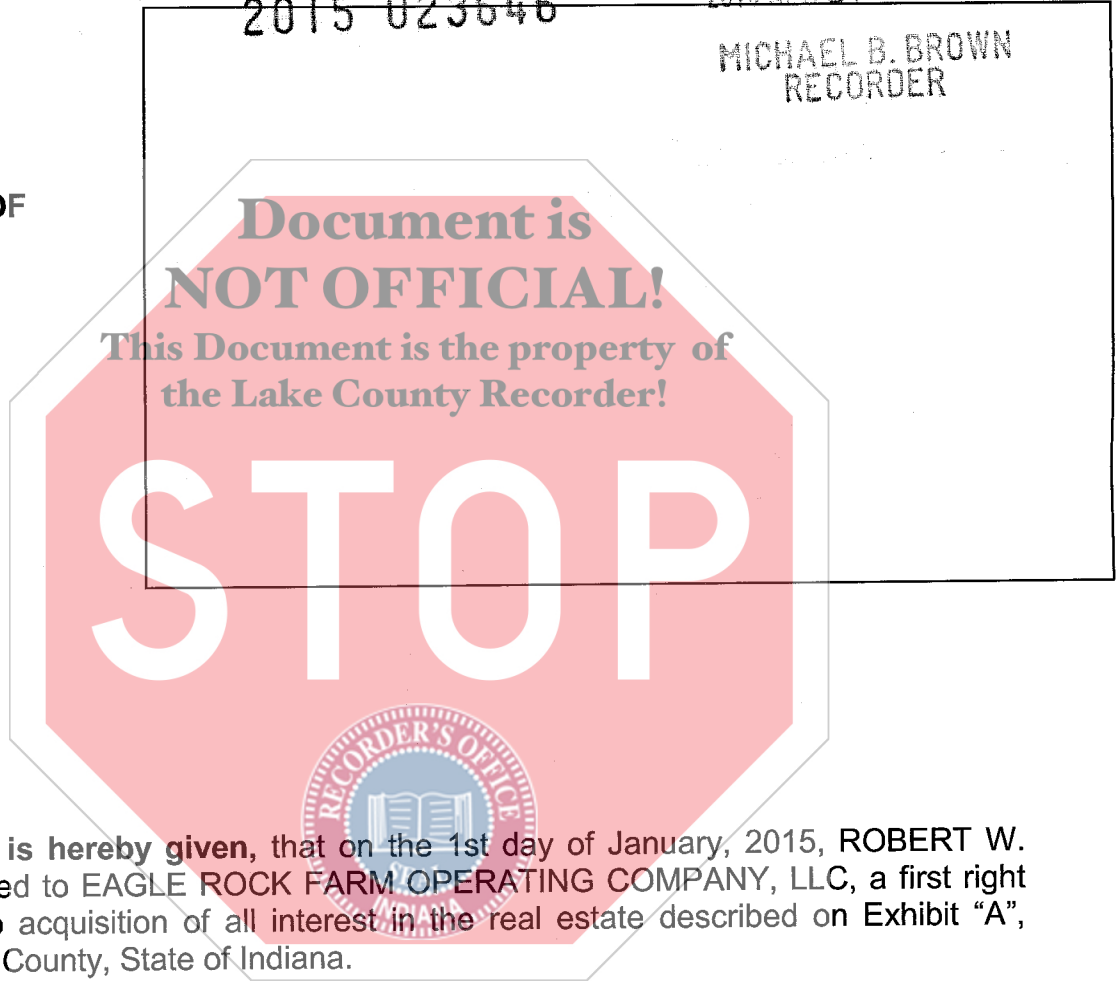 2015 023646
MICHAEL B. BROWN
RECORDER
OF
Document is
NOT OFFICIAL!
This Document is the property of
the Lake County Recorder!
STOP
RECORDER'S OFFICE
INDIANA
is hereby given, that on the 1st day of January, 2015, ROBERT W.
ed to EAGLE ROCK FARM OPERATING COMPANY, LLC, a first right
acquisition of all interest in the real estate described on Exhibit “A”,
County, State of Indiana.